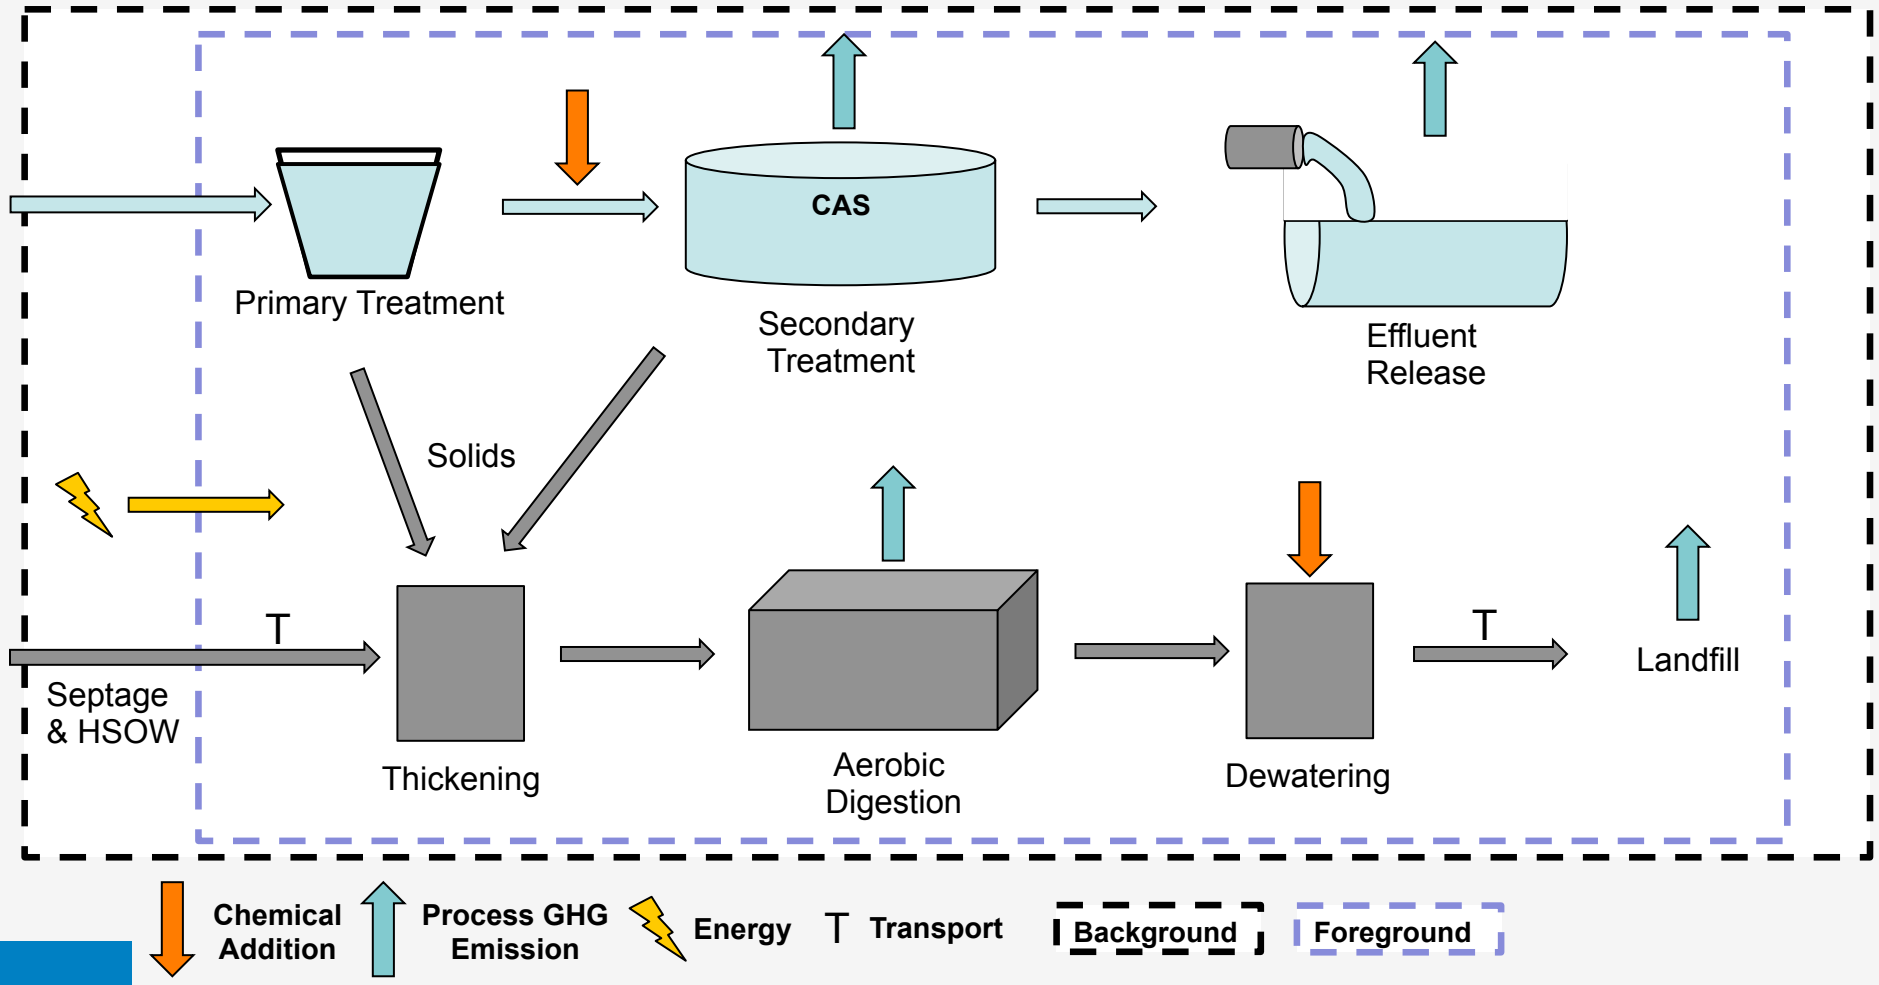 CAS
Primary Treatment
Secondary
Treatment
Effluent
Release
Solids
T
T
Septage
& HSOW
Thickening
Aerobic
Digestion
Dewatering
Landfill
Chemical
Addition
Process GHG
Emission
Energy
T
Transport
Background
Foreground